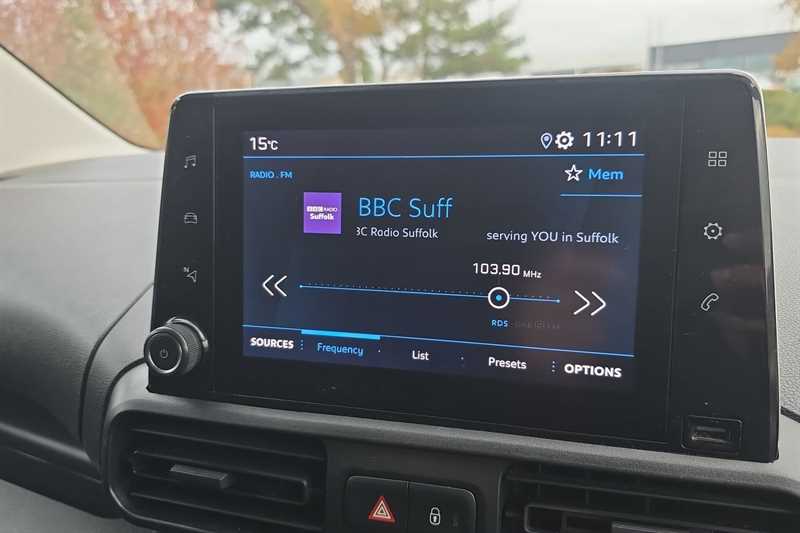 15°C
11:11
RADIO . FM
Mem
BBC RADIO
Suffolk
BBC Suff
3C Radio Suffolk
serving YOU in Suffolk
103.90 MHz
RDS
SOURCES
Frequency
List
Presets
OPTIONS
N